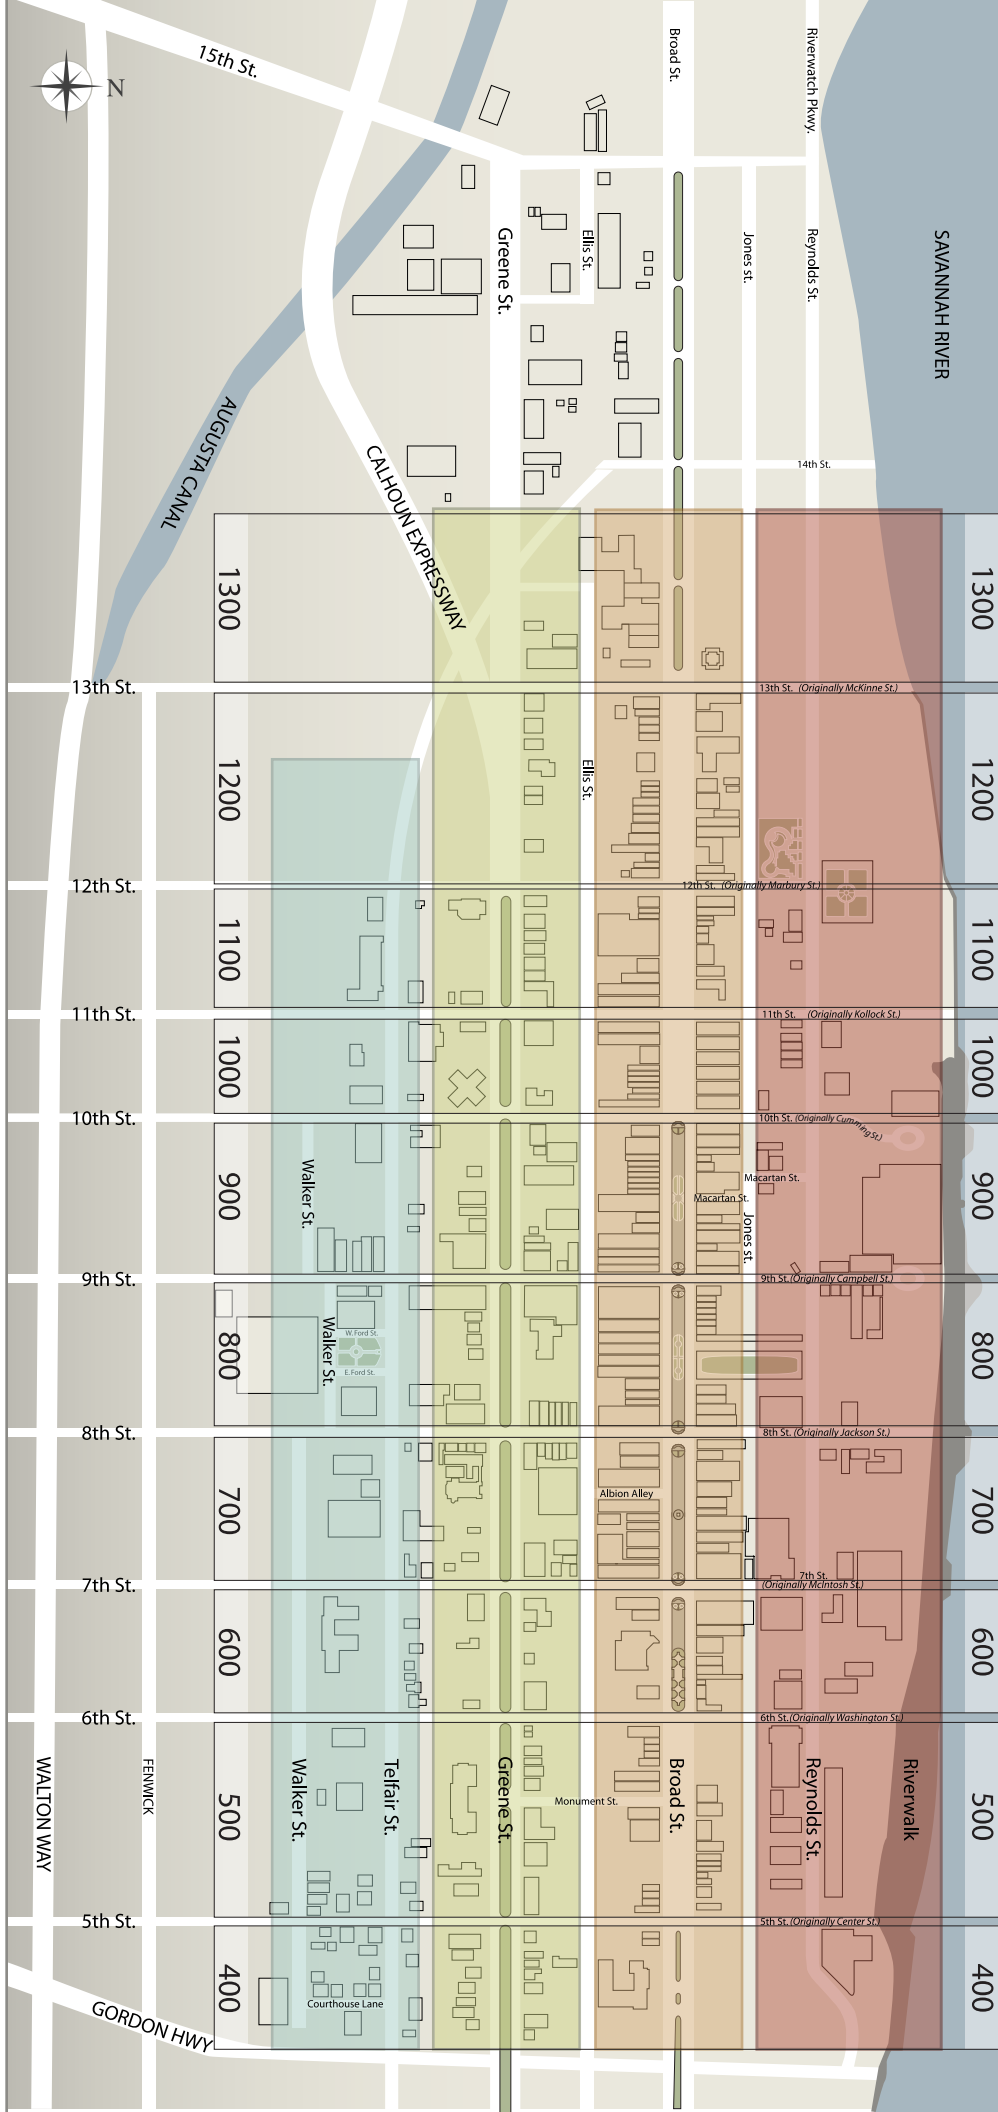 15th St.
Broad St.
Riverwatch Pkwy.
N
Greene St.
Ellis St.
Jones st.
Reynolds St.
SAVANNAH RIVER
AUGUSTA CANAL
CALHOUN EXPRESSWAY
14th St.
1300
1300
13th St.
13th St. (Originally McKinne St.)
1200
Ellis St.
1200
12th St.
12th St. (Originally Marbury St.)
1100
1100
11th St.
11th St. (Originally Kollock St.)
1000
1000
10th St.
10th St. (Originally Cumming St.)
Walker St.
900
Macartan St.
Macartan St.
Jones st.
900
9th St.
9th St. (Originally Campbell St.)
800
Walker St.
W. Ford St.
E. Ford St.
800
8th St.
8th St. (Originally Jackson St.)
700
Albion Alley
700
7th St.
7th St.
(Originally McIntosh St.)
600
600
6th St.
6th St. (Originally Washington St.)
WALTON WAY
FENWICK
500
Walker St.
Telfair St.
Greene St.
Monument St.
Broad St.
Reynolds St.
Riverwalk
500
5th St.
5th St. (Originally Center St.)
400
Courthouse Lane
400
GORDON HWY